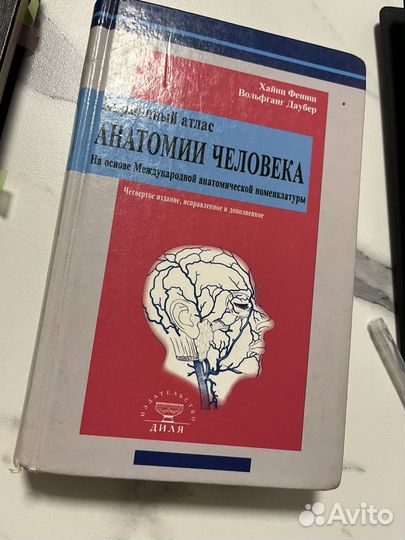 Хайнц Фениш
Вольфганг Даубер
Карманный атлас
АНАТОМИИ ЧЕЛОВЕКА
На основе Международной анатомической номенклатуры
Четвертое издание, исправленное и дополненное
ИЗДАТЕЛЬСТВО
ДИЛЯ
Avito